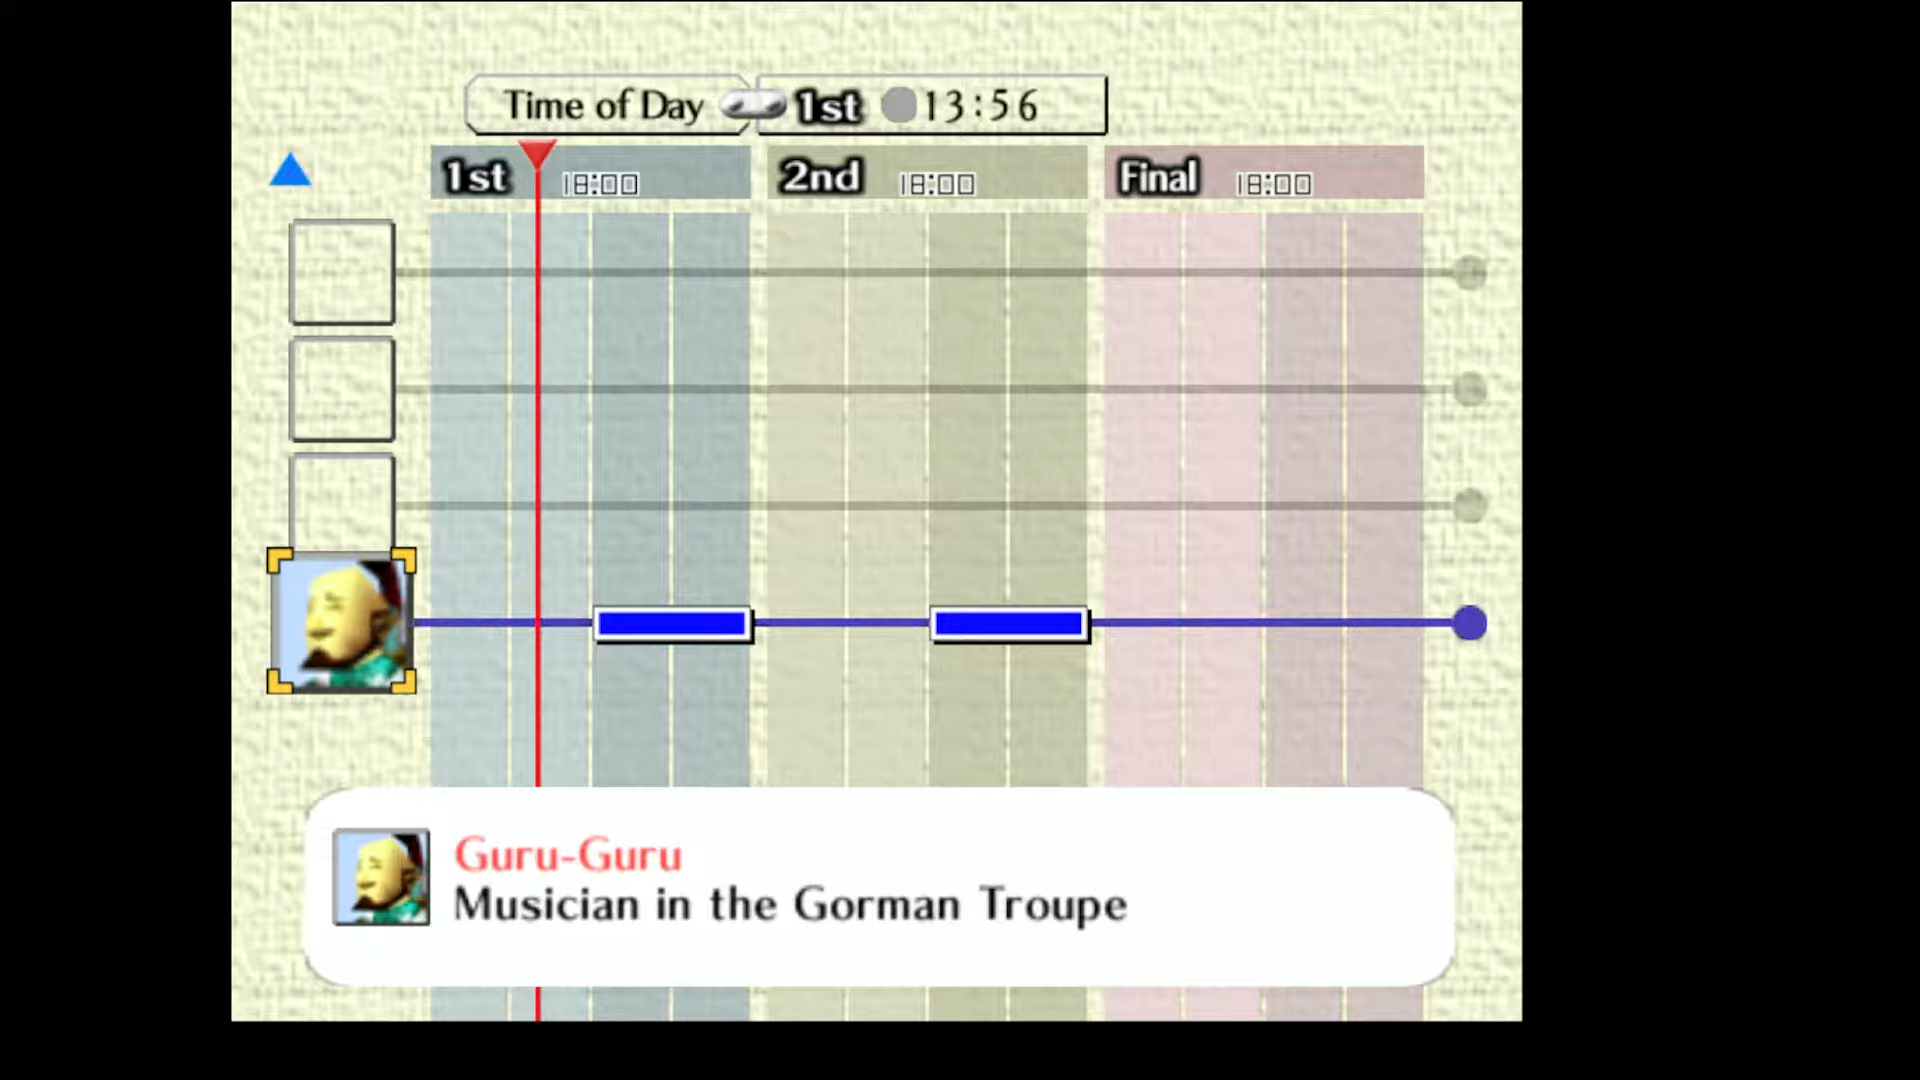 Time of Day 1st 13:56
1st 18:00 2nd 18:00 Final 18:00
Guru-Guru
Musician in the Gorman Troupe